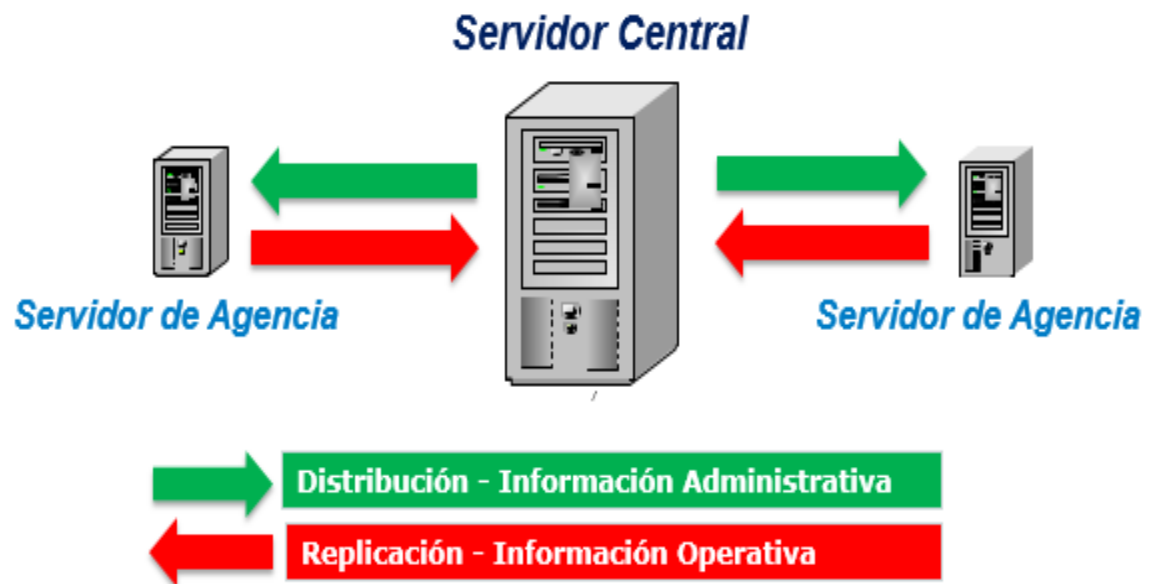 Servidor Central
Servidor de Agencia
Servidor de Agencia
Distribución - Información Administrativa
Replicación - Información Operativa